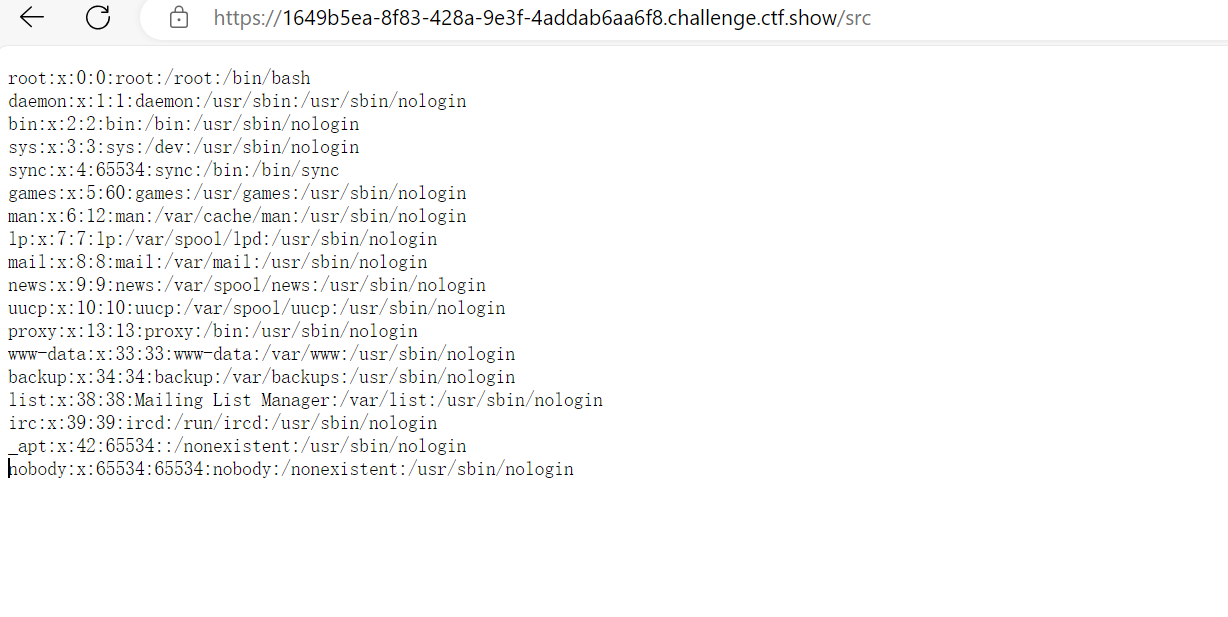 https://1649b5ea-8f83-428a-9e3f-4addab6aa6f8.challenge.ctf.show/src
root:x:0:0:root:/root:/bin/bash
daemon:x:1:1:daemon:/usr/sbin:/usr/sbin/nologin
bin:x:2:2:bin:/bin:/usr/sbin/nologin
sys:x:3:3:sys:/dev:/usr/sbin/nologin
sync:x:4:65534:sync:/bin:/bin/sync
games:x:5:60:games:/usr/games:/usr/sbin/nologin
man:x:6:12:man:/var/cache/man:/usr/sbin/nologin
lp:x:7:7:lp:/var/spool/lpd:/usr/sbin/nologin
mail:x:8:8:mail:/var/mail:/usr/sbin/nologin
news:x:9:9:news:/var/spool/news:/usr/sbin/nologin
uucp:x:10:10:uucp:/var/spool/uucp:/usr/sbin/nologin
proxy:x:13:13:proxy:/bin:/usr/sbin/nologin
www-data:x:33:33:www-data:/var/www:/usr/sbin/nologin
backup:x:34:34:backup:/var/backups:/usr/sbin/nologin
list:x:38:38:Mailing List Manager:/var/list:/usr/sbin/nologin
irc:x:39:39:ircd:/run/ircd:/usr/sbin/nologin
_apt:x:42:65534::/nonexistent:/usr/sbin/nologin
nobody:x:65534:65534:nobody:/nonexistent:/usr/sbin/nologin